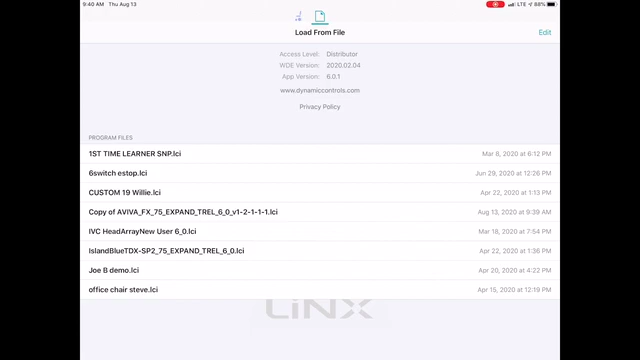 9:40 AM Thu Aug 13
LTE 88%
Load From File
Edit
Access Level: Distributor
WDE Version: 2020.02.04
App Version: 6.0.1
www.dynamiccontrols.com
Privacy Policy
PROGRAM FILES
1ST TIME LEARNER SNP.lci Mar 8, 2020 at 6:12 PM
6switch estop.lci Jun 29, 2020 at 12:26 PM
CUSTOM 19 Willie.lci Apr 22, 2020 at 1:13 PM
Copy of AVIVA_FX_75_EXPAND_TREL_6_0_v1-2-1-1-1.lci Aug 13, 2020 at 9:39 AM
IVC HeadArrayNew User 6_0.lci Mar 18, 2020 at 7:54 PM
IslandBlueTDX-SP2_75_EXPAND_TREL_6_0.lci Apr 22, 2020 at 1:36 PM
Joe B demo.lci Apr 20, 2020 at 4:22 PM
office chair steve.lci Apr 15, 2020 at 12:19 PM
LiNX